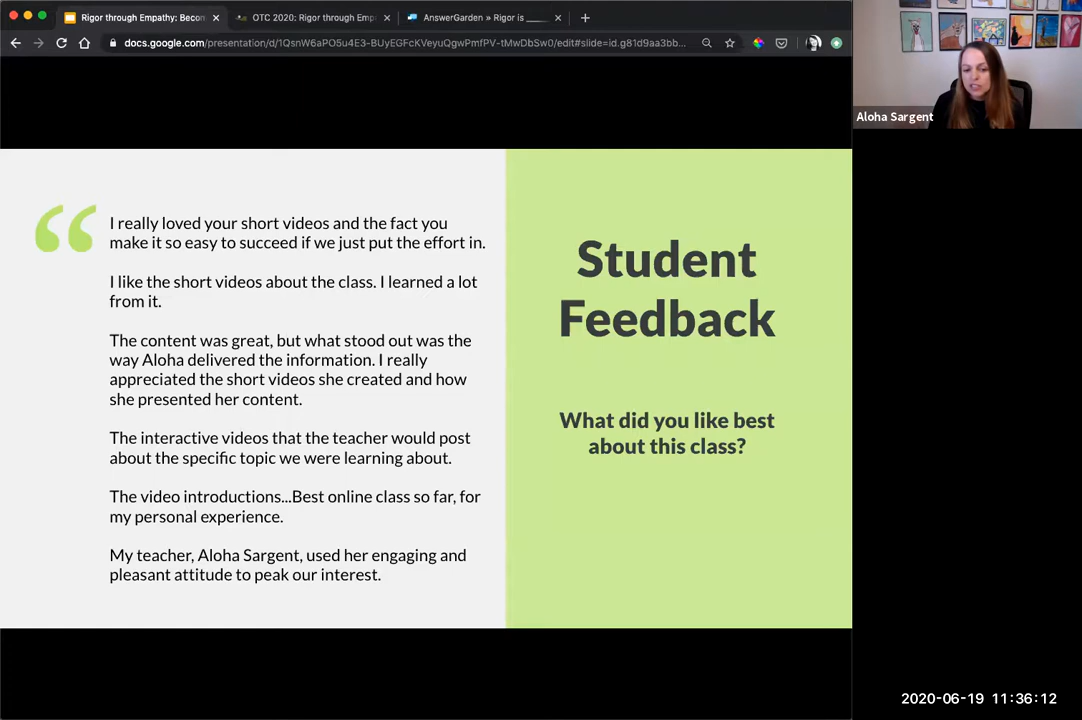 Rigor through Empathy: Becon
OTC 2020: Rigor through Emp
AnswerGarden » Rigor is ____
docs.google.com/presentation/d/1QsnW6aPO5u4E3-BUyEGFcKVeyuQgwPmfPV-tMwDbSw0/edit#slide=id.g81d9aa3bb...
Aloha Sargent
“
I really loved your short videos and the fact you
make it so easy to succeed if we just put the effort in.
I like the short videos about the class. I learned a lot
from it.
The content was great, but what stood out was the
way Aloha delivered the information. I really
appreciated the short videos she created and how
she presented her content.
The interactive videos that the teacher would post
about the specific topic we were learning about.
The video introductions...Best online class so far, for
my personal experience.
My teacher, Aloha Sargent, used her engaging and
pleasant attitude to peak our interest.
Student
Feedback
What did you like best
about this class?
2020-06-19 11:36:12